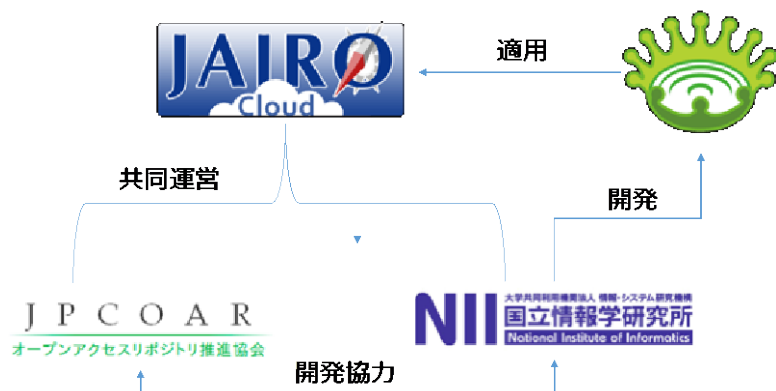 JAIRO
Cloud
適用
共同運営
開発
JPCOAR
オープンアクセスリポジトリ推進協会
NII
大学共同利用機関法人 情報・システム研究機構
国立情報学研究所
National Institute of Informatics
開発協力